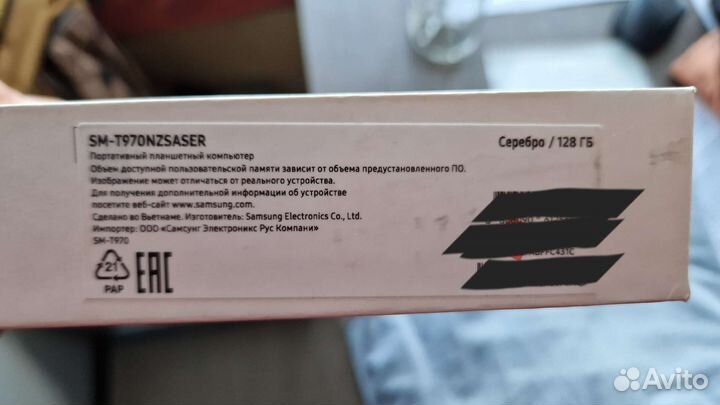 SM-T970NZSASER Серебро / 128 ГБ
Портативный планшетный компьютер
Объем доступной пользовательской памяти зависит от объема предустановленного ПО.
Изображение может отличаться от реального устройства.
Для получения дополнительной информации об устройстве
посетите веб-сайт www.samsung.com.
Сделано во Вьетнаме. Изготовитель: Samsung Electronics Co., Ltd.
Импортер: ООО «Самсунг Электроникс Рус Компани»
SM-T970
21
PAP
EAC
Avito